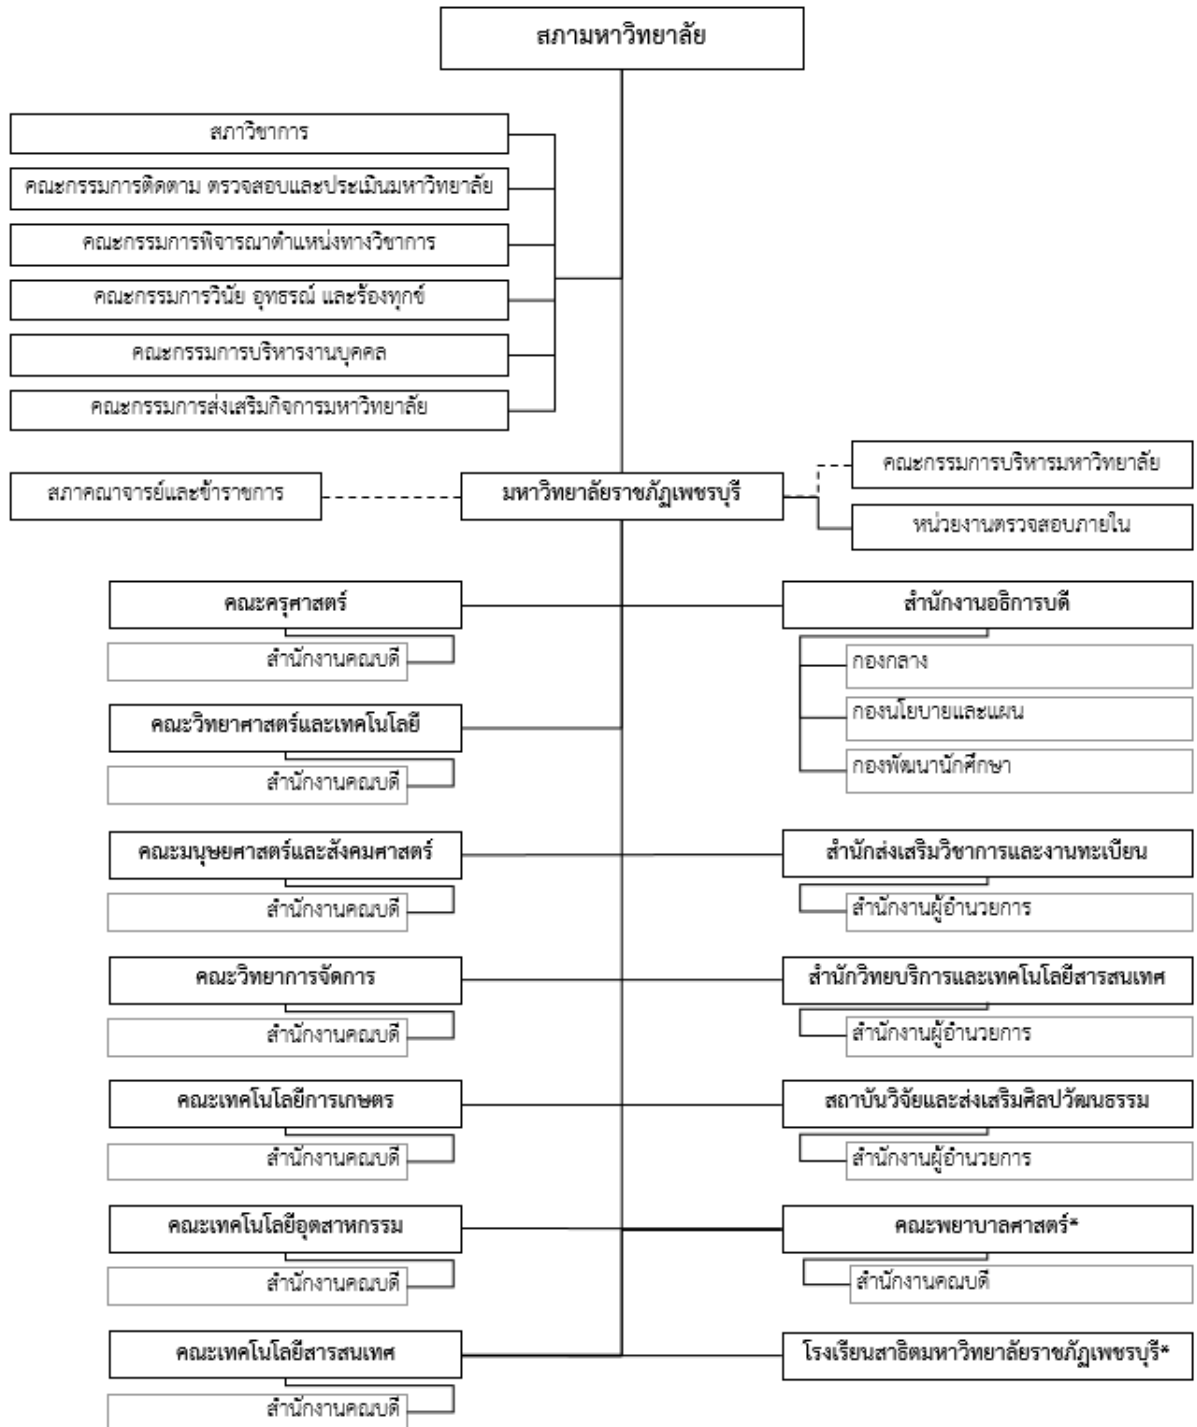 สภามหาวิทยาลัย
สภาวิชาการ
คณะกรรมการติดตาม ตรวจสอบและประเมินมหาวิทยาลัย
คณะกรรมการพิจารณาตำแหน่งทางวิชาการ
คณะกรรมการวินัย อุทธรณ์ และร้องทุกข์
คณะกรรมการบริหารงานบุคคล
คณะกรรมการส่งเสริมกิจการมหาวิทยาลัย
คณะกรรมการบริหารมหาวิทยาลัย
สภาคณาจารย์และข้าราชการ
มหาวิทยาลัยราชภัฏเพชรบุรี
หน่วยงานตรวจสอบภายใน
คณะครุศาสตร์
สำนักงานคณบดี
คณะวิทยาศาสตร์และเทคโนโลยี
สำนักงานคณบดี
คณะมนุษยศาสตร์และสังคมศาสตร์
สำนักงานคณบดี
คณะวิทยาการจัดการ
สำนักงานคณบดี
คณะเทคโนโลยีการเกษตร
สำนักงานคณบดี
คณะเทคโนโลยีอุตสาหกรรม
สำนักงานคณบดี
คณะเทคโนโลยีสารสนเทศ
สำนักงานคณบดี
สำนักงานอธิการบดี
กองกลาง
กองนโยบายและแผน
กองพัฒนานักศึกษา
สำนักส่งเสริมวิชาการและงานทะเบียน
สำนักงานผู้อำนวยการ
สำนักวิทยบริการและเทคโนโลยีสารสนเทศ
สำนักงานผู้อำนวยการ
สถาบันวิจัยและส่งเสริมศิลปวัฒนธรรม
สำนักงานผู้อำนวยการ
คณะพยาบาลศาสตร์*
สำนักงานคณบดี
โรงเรียนสาธิตมหาวิทยาลัยราชภัฏเพชรบุรี*